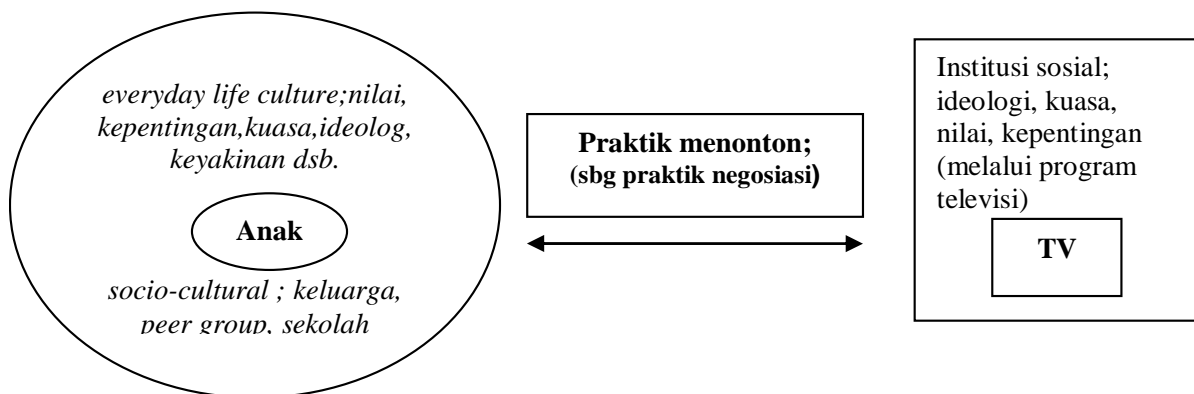 everyday life culture;nilai,
kepentingan,kuasa,ideolog,
keyakinan dsb.
Anak
socio-cultural ; keluarga,
peer group, sekolah
Praktik menonton;
(sbg praktik negosiasi)
Institusi sosial;
ideologi, kuasa,
nilai, kepentingan
(melalui program
televisi)
TV